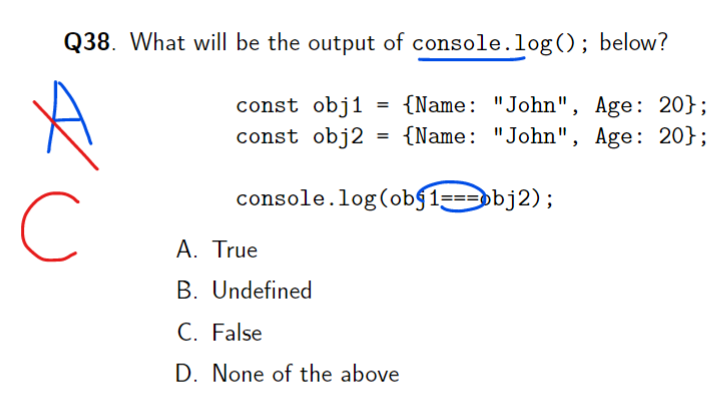 Q38. What will be the output of console.log(); below?
A
const obj1 = {Name: "John", Age: 20};
const obj2 = {Name: "John", Age: 20};
C
console.log(obj1===obj2);
A. True
B. Undefined
C. False
D. None of the above